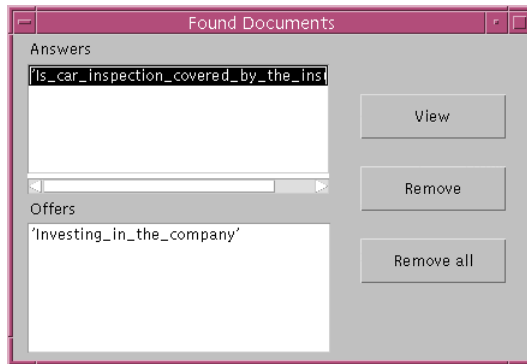 Found Documents
Answers
'Is_car_inspection_covered_by_the_ins
View
Remove
Offers
'Investing_in_the_company'
Remove all